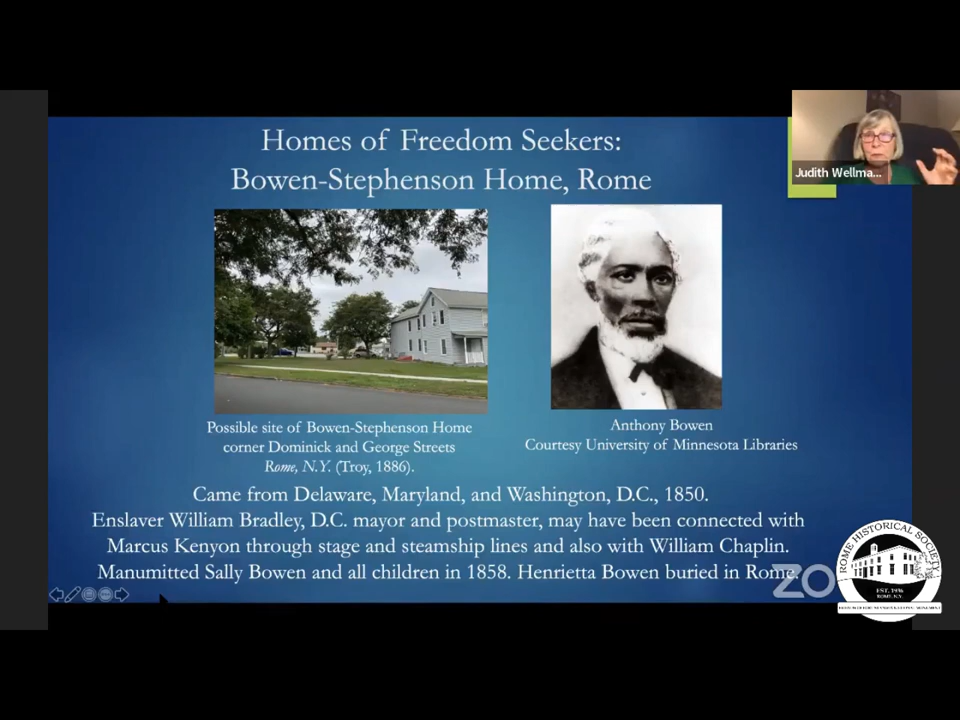 Homes of Freedom Seekers:
Bowen-Stephenson Home, Rome
Judith Wellma...
Possible site of Bowen-Stephenson Home
corner Dominick and George Streets
Rome, N.Y. (Troy, 1886).
Anthony Bowen
Courtesy University of Minnesota Libraries
Came from Delaware, Maryland, and Washington, D.C., 1850.
Enslaver William Bradley, D.C. mayor and postmaster, may have been connected with
Marcus Kenyon through stage and steamship lines and also with William Chaplin.
Manumitted Sally Bowen and all children in 1858. Henrietta Bowen buried in Rome.
ROME HISTORICAL SOCIETY
EST. 1936
ROME, N.Y.